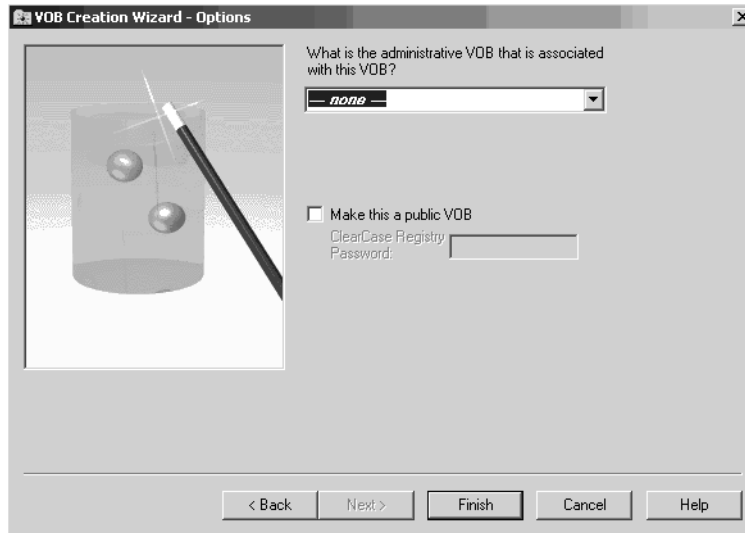 VOB Creation Wizard - Options
What is the administrative VOB that is associated
with this VOB?
— none —
Make this a public VOB
ClearCase Registry
Password:
< Back
Next >
Finish
Cancel
Help